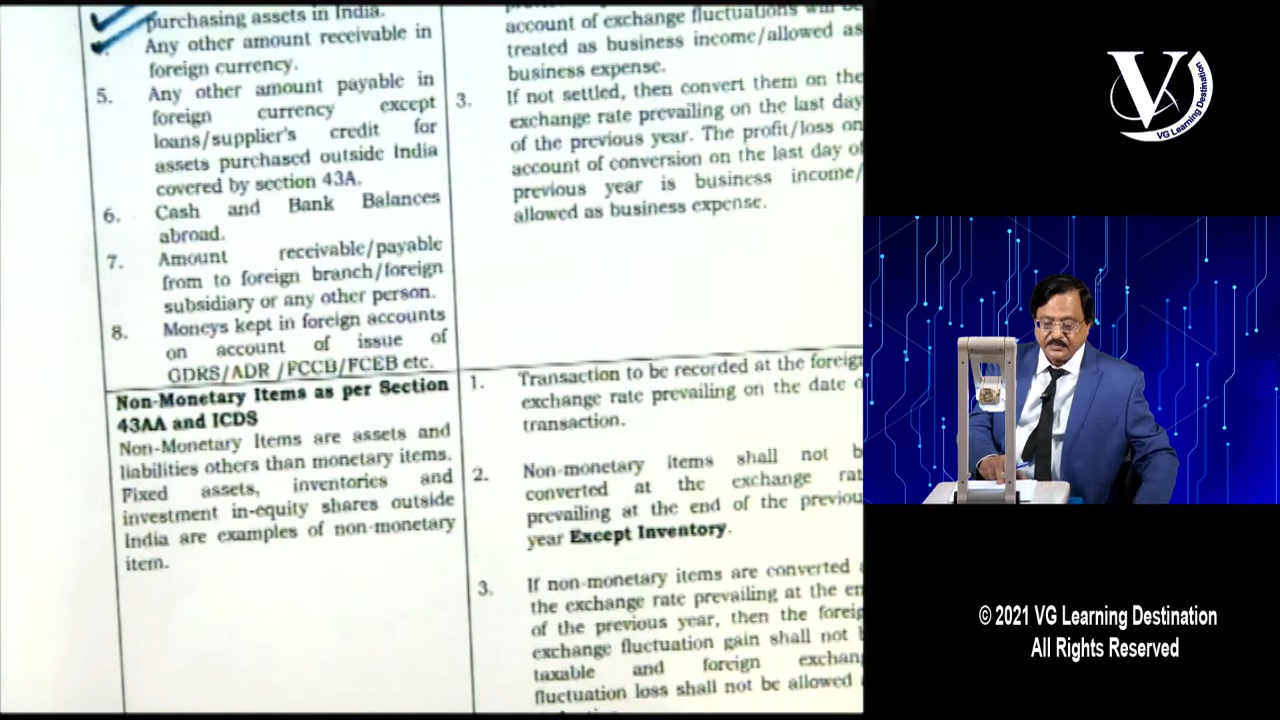 purchasing assets in India.
Any other amount receivable in
foreign currency.
5. Any other amount payable in
foreign currency except
loans/supplier's credit for
assets purchased outside India
covered by section 43A.
6. Cash and Bank Balances
abroad.
7. Amount receivable/payable
from to foreign branch/foreign
subsidiary or any other person.
8. Moneys kept in foreign accounts
on account of issue of
GDRS/ADR /FCCB/FCEB etc.
account of exchange fluctuations will be
treated as business income/allowed as
business expense.
3. If not settled, then convert them on the
exchange rate prevailing on the last day
of the previous year. The profit/loss on
account of conversion on the last day of
previous year is business income/
allowed as business expense.
Non-Monetary Items as per Section
43AA and ICDS
Non-Monetary Items are assets and
liabilities others than monetary items.
Fixed assets, inventories and
investment in-equity shares outside
India are examples of non-monetary
item.
1. Transaction to be recorded at the foreign
exchange rate prevailing on the date o
transaction.
2. Non-monetary items shall not b
converted at the exchange rat
prevailing at the end of the previou
year Except Inventory.
3. If non-monetary items are converted
the exchange rate prevailing at the en
of the previous year, then the foreig
exchange fluctuation gain shall not
taxable and foreign exchan
fluctuation loss shall not be allowed
V
VG Learning Destination
© 2021 VG Learning Destination
All Rights Reserved